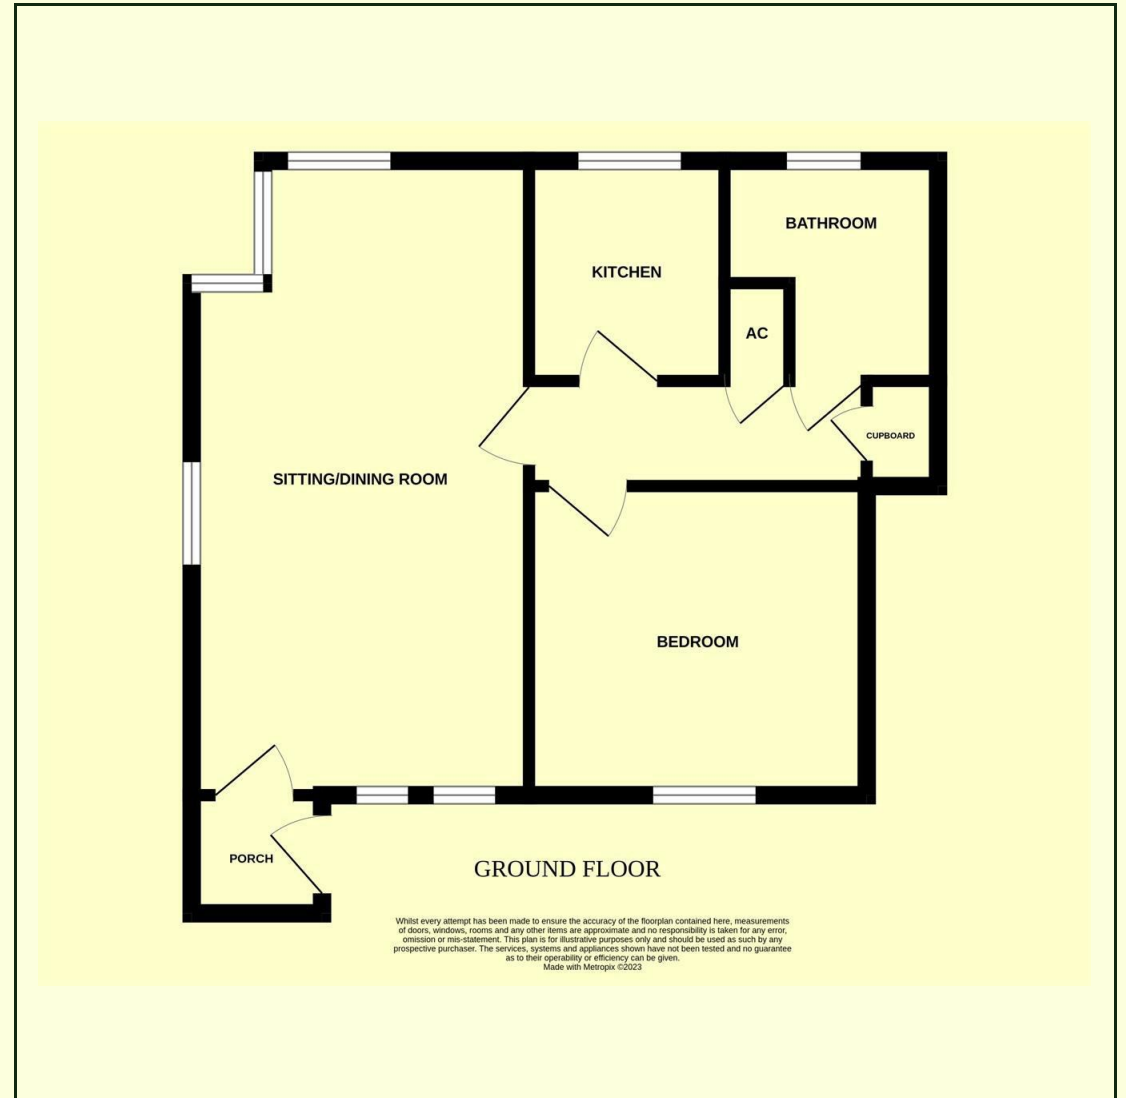 BATHROOM
KITCHEN
AC
CUPBOARD
SITTING/DINING ROOM
BEDROOM
PORCH
GROUND FLOOR
Whilst every attempt has been made to ensure the accuracy of the floorplan contained here, measurements
of doors, windows, rooms and any other items are approximate and no responsibility is taken for any error,
omission or mis-statement. This plan is for illustrative purposes only and should be used as such by any
prospective purchaser. The services, systems and appliances shown have not been tested and no guarantee
as to their operability or efficiency can be given.
Made with Metropix ©2023